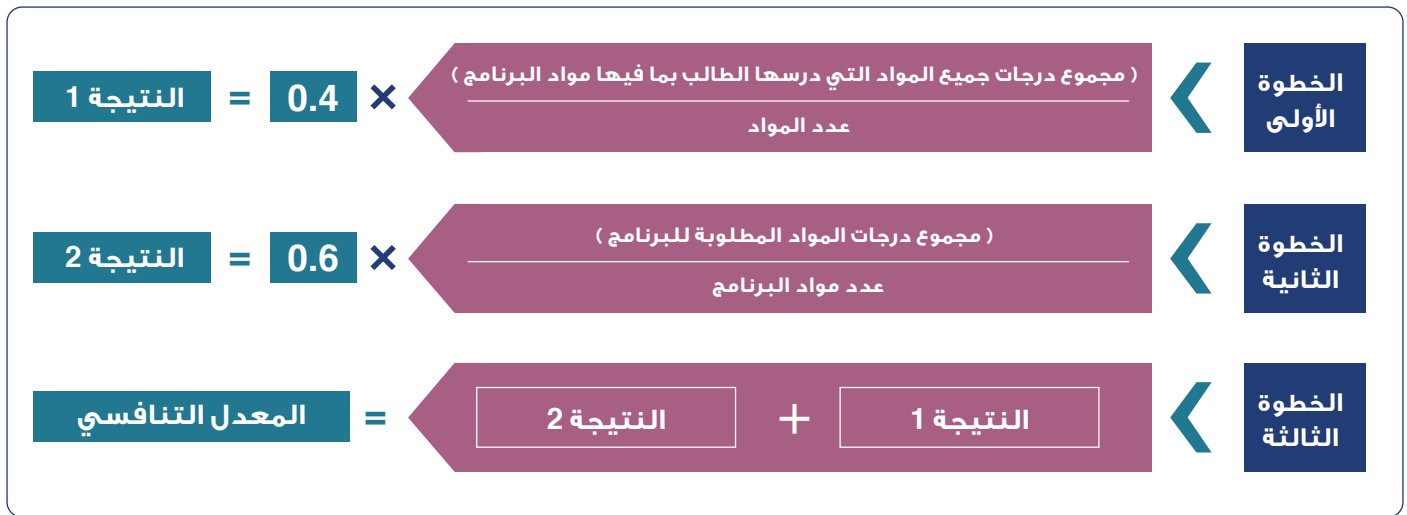 الخطوة
الأولى
( مجموع درجات جميع المواد التي درسها الطالب بما فيها مواد البرنامج )
عدد المواد
×
0.4
=
النتيجة 1
الخطوة
الثانية
( مجموع درجات المواد المطلوبة للبرنامج )
عدد مواد البرنامج
×
0.6
=
النتيجة 2
الخطوة
الثالثة
النتيجة 1
+
النتيجة 2
=
المعدل التنافسي